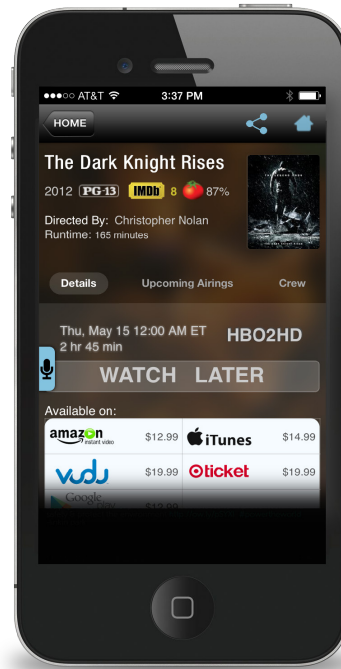 AT&T 3:37 PM
HOME
The Dark Knight Rises
2012 PG-13 IMDb 8 87%
Directed By: Christopher Nolan
Runtime: 165 minutes
Details Upcoming Airings Crew
Thu, May 15 12:00 AM ET HBO2HD
2 hr 45 min
WATCH LATER
Available on:
amazon instant video $12.99 iTunes $14.99
vudu $19.99 ticket $19.99
Google play $12.99